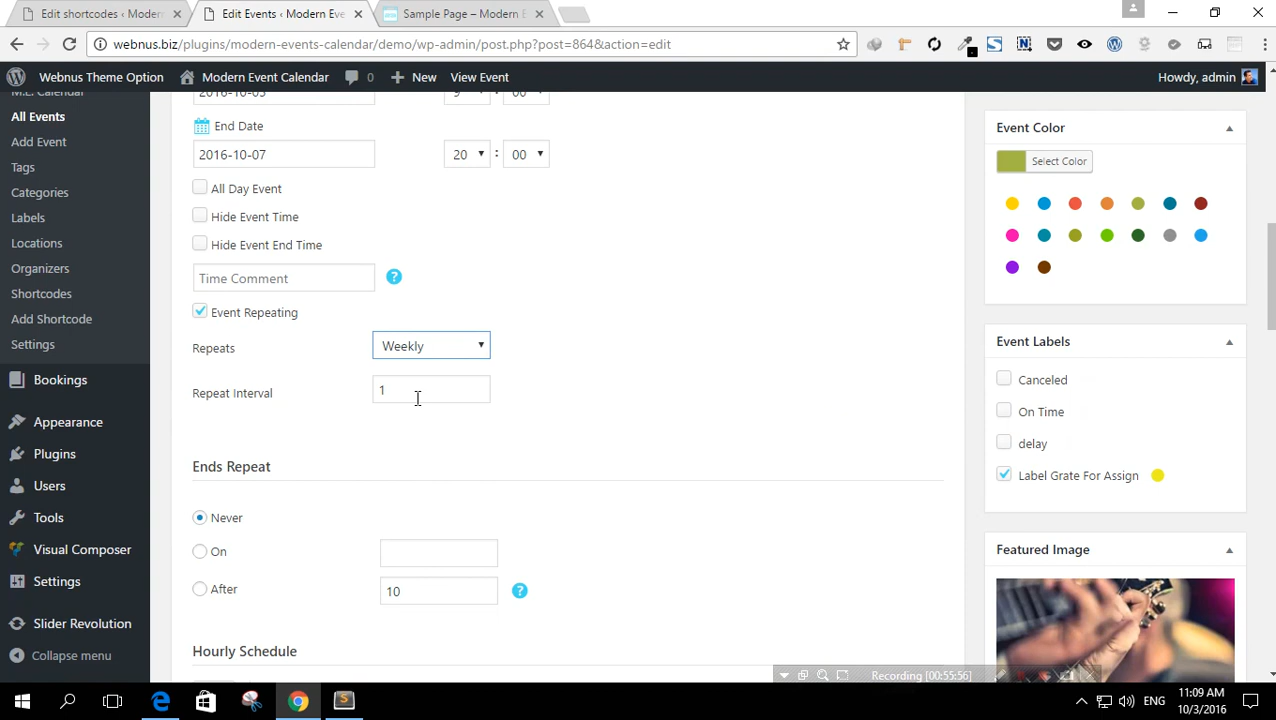 Edit shortcodes ‹ Modern
Edit Events ‹ Modern Eve
Sample Page – Modern E
webnus.biz/plugins/modern-events-calendar/demo/wp-admin/post.php?post=864&action=edit
Webnus Theme Option
Modern Event Calendar
0
New
View Event
Howdy, admin
M.E. Calendar
All Events
Add Event
Tags
Categories
Labels
Locations
Organizers
Shortcodes
Add Shortcode
Settings
Bookings
Appearance
Plugins
Users
Tools
Visual Composer
Settings
Slider Revolution
Collapse menu
9 00
End Date
2016-10-07 20 : 00
All Day Event
Hide Event Time
Hide Event End Time
Time Comment ?
Event Repeating
Repeats Weekly
Repeat Interval 1
Ends Repeat
Never
On
After 10 ?
Hourly Schedule
Event Color
Select Color
Event Labels
Canceled
On Time
delay
Label Grate For Assign
Featured Image
Recording [00:55:56]
ENG
11:09 AM
10/3/2016